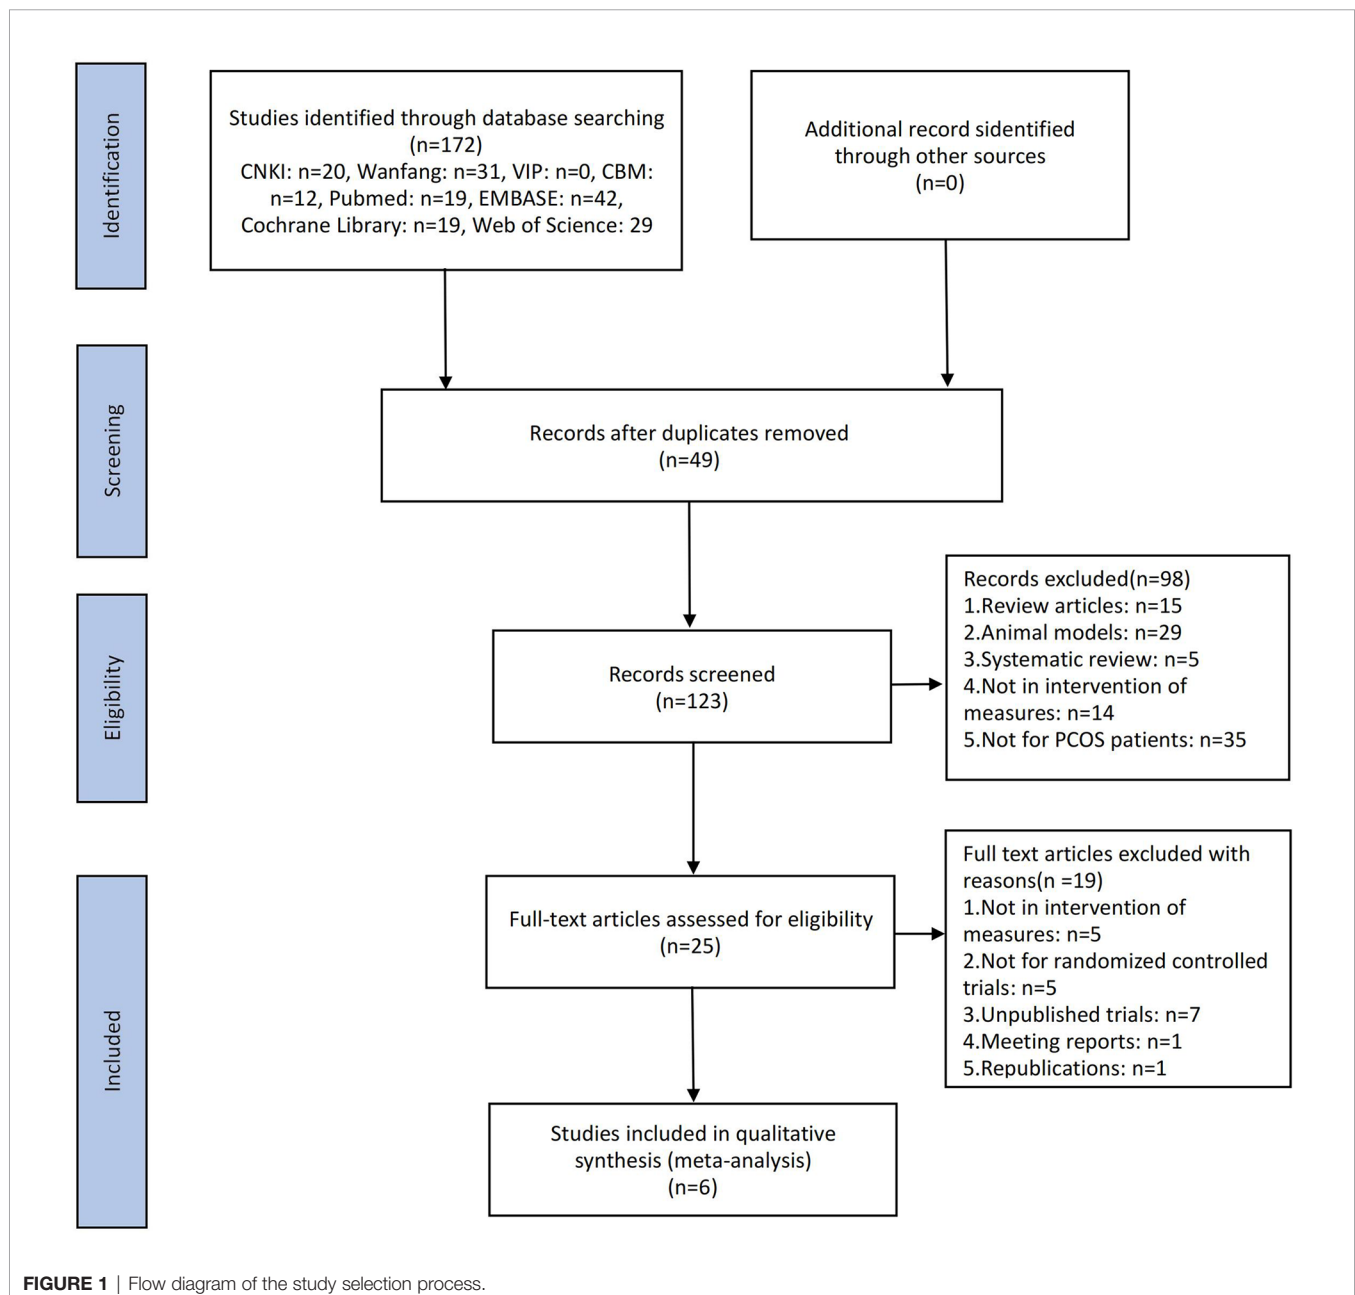 Identification
Studies identified through database searching
(n=172)
CNKI: n=20, Wanfang: n=31, VIP: n=0, CBM:
n=12, Pubmed: n=19, EMBASE: n=42,
Cochrane Library: n=19, Web of Science: 29
Additional record sidentified
through other sources
(n=0)
Screening
Records after duplicates removed
(n=49)
Eligibility
Records screened
(n=123)
Records excluded(n=98)
1.Review articles: n=15
2.Animal models: n=29
3.Systematic review: n=5
4.Not in intervention of
measures: n=14
5.Not for PCOS patients: n=35
Included
Full-text articles assessed for eligibility
(n=25)
Full text articles excluded with
reasons(n =19)
1.Not in intervention of
measures: n=5
2.Not for randomized controlled
trials: n=5
3.Unpublished trials: n=7
4.Meeting reports: n=1
5.Republications: n=1
Studies included in qualitative
synthesis (meta-analysis)
(n=6)
FIGURE 1 | Flow diagram of the study selection process.